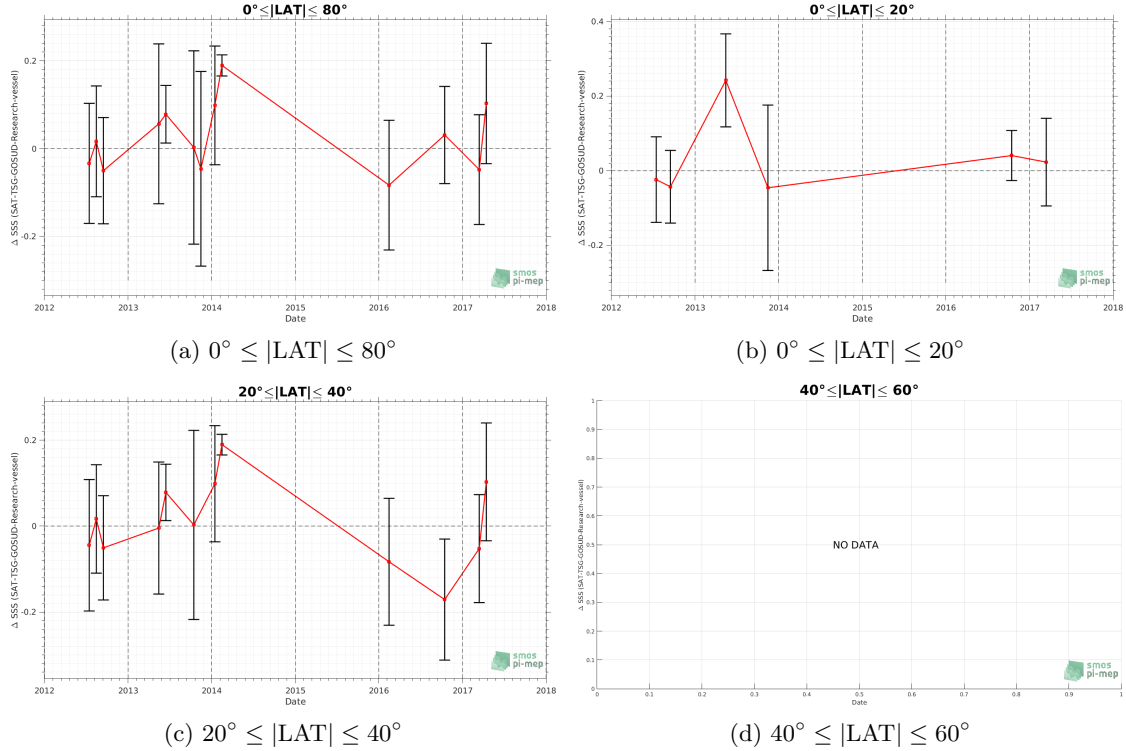 0°≤|LAT|≤ 80°
Δ SSS (SAT-TSG-GOSUD-Research-vessel)
0.2
0
-0.2
2012 2013 2014 2015 2016 2017 2018
Date
smos
pi-mep
(a) 0° ≤ |LAT| ≤ 80°
0°≤|LAT|≤ 20°
Δ SSS (SAT-TSG-GOSUD-Research-vessel)
0.4
0.2
0
-0.2
2012 2013 2014 2015 2016 2017 2018
Date
smos
pi-mep
(b) 0° ≤ |LAT| ≤ 20°
20°≤|LAT|≤ 40°
Δ SSS (SAT-TSG-GOSUD-Research-vessel)
0.2
0
-0.2
2012 2013 2014 2015 2016 2017 2018
Date
smos
pi-mep
(c) 20° ≤ |LAT| ≤ 40°
40°≤|LAT|≤ 60°
Δ SSS (SAT-TSG-GOSUD-Research-vessel)
1
0.9
0.8
0.7
0.6
0.5
0.4
0.3
0.2
0.1
0
NO DATA
0 0.1 0.2 0.3 0.4 0.5 0.6 0.7 0.8 0.9 1
Date
smos
pi-mep
(d) 40° ≤ |LAT| ≤ 60°